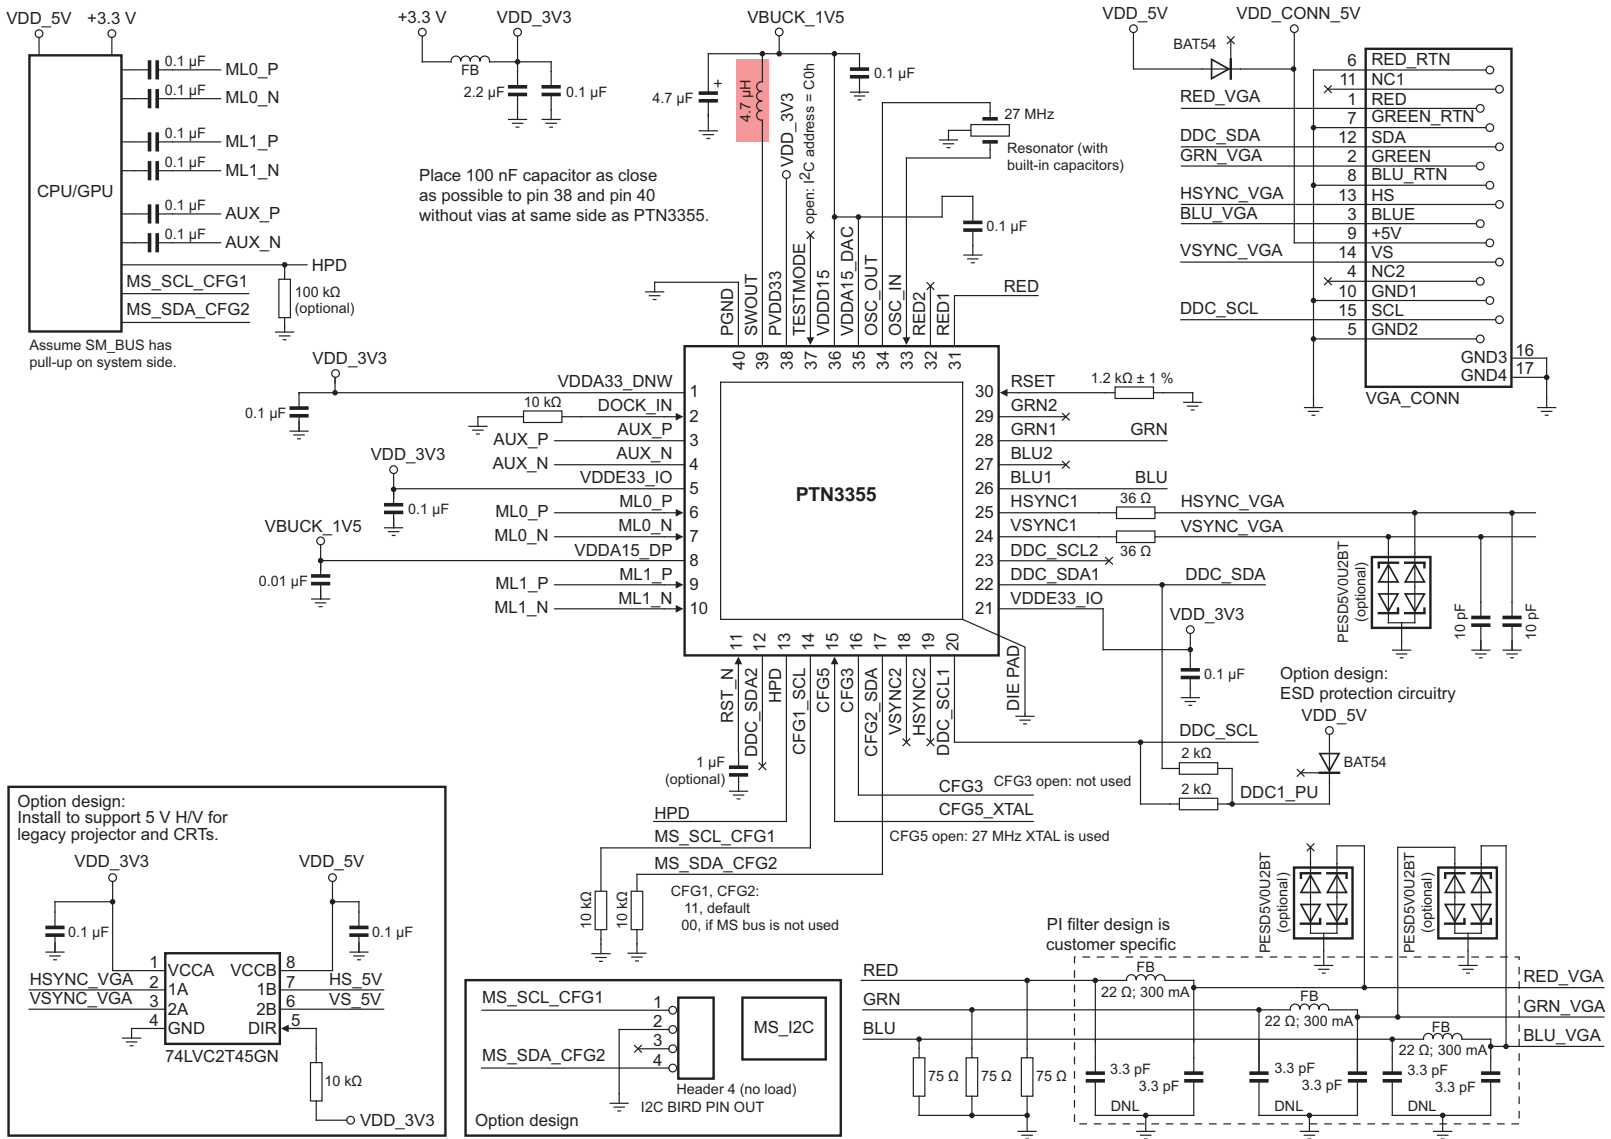 VDD_5V
+3.3 V
0.1 µF
ML0_P
0.1 µF
ML0_N
0.1 µF
ML1_P
0.1 µF
ML1_N
0.1 µF
AUX_P
0.1 µF
AUX_N
CPU/GPU
HPD
MS_SCL_CFG1
MS_SDA_CFG2
100 kΩ
(optional)
Assume SM_BUS has
pull-up on system side.
+3.3 V
VDD_3V3
FB
2.2 µF
0.1 µF
Place 100 nF capacitor as close
as possible to pin 38 and pin 40
without vias at same side as PTN3355.
VBUCK_1V5
4.7 µF
+
4.7 µH
VDD_3V3
open: I2C address = C0h
0.1 µF
27 MHz
Resonator (with
built-in capacitors)
0.1 µF
VDD_5V
VDD_CONN_5V
BAT54
RED_VGA
DDC_SDA
GRN_VGA
HSYNC_VGA
BLU_VGA
VSYNC_VGA
DDC_SCL
6 RED_RTN
11 NC1
1 RED
7 GREEN_RTN
12 SDA
2 GREEN
8 BLU_RTN
13 HS
3 BLUE
9 +5V
14 VS
4 NC2
10 GND1
15 SCL
5 GND2
GND3 16
GND4 17
VGA_CONN
PGND
SWOUT
PVDD33
TESTMODE
VDDD15
VDDA15_DAC
OSC_OUT
OSC_IN
RED2
RED1
RED
40
39
38
37
36
35
34
33
32
31
VDD_3V3
0.1 µF
VDDA33_DNW 1
10 kΩ
DOCK_IN 2
AUX_P AUX_P 3
AUX_N AUX_N 4
VDD_3V3
0.1 µF
VDDE33_IO 5
ML0_P ML0_P 6
ML0_N ML0_N 7
VBUCK_1V5
0.01 µF
VDDA15_DP 8
ML1_P ML1_P 9
ML1_N ML1_N 10
PTN3355
30 RSET
1.2 kΩ ± 1 %
29 GRN2
28 GRN1 GRN
27 BLU2
26 BLU1 BLU
25 HSYNC1 36 Ω HSYNC_VGA
24 VSYNC1 36 Ω VSYNC_VGA
23 DDC_SCL2
22 DDC_SDA1 DDC_SDA
21 VDDE33_IO
VDD_3V3
0.1 µF
PESD5V0U2BT
(optional)
10 pF
10 pF
Option design:
ESD protection circuitry
11
12
13
14
15
16
17
18
19
20
RST_N
DDC_SDA2
HPD
CFG1_SCL
CFG5
CFG3
CFG2_SDA
VSYNC2
HSYNC2
DDC_SCL1
DIE PAD
1 µF
(optional)
DDC_SCL
VDD_5V
BAT54
2 kΩ
2 kΩ
DDC1_PU
CFG3 CFG3 open: not used
CFG5_XTAL
CFG5 open: 27 MHz XTAL is used
HPD
MS_SCL_CFG1
MS_SDA_CFG2
10 kΩ
10 kΩ
CFG1, CFG2:
11, default
00, if MS bus is not used
Option design:
Install to support 5 V H/V for
legacy projector and CRTs.
VDD_3V3
VDD_5V
0.1 µF
0.1 µF
1 VCCA VCCB 8
HSYNC_VGA 2 1A 1B 7 HS_5V
VSYNC_VGA 3 2A 2B 6 VS_5V
4 GND DIR 5
74LVC2T45GN
10 kΩ
VDD_3V3
MS_SCL_CFG1 1
2
3
MS_SDA_CFG2 4
MS_I2C
Header 4 (no load)
I2C BIRD PIN OUT
Option design
PI filter design is
customer specific
PESD5V0U2BT
(optional)
PESD5V0U2BT
(optional)
RED
GRN
BLU
75 Ω
75 Ω
75 Ω
FB
22 Ω; 300 mA
FB
22 Ω; 300 mA
FB
22 Ω; 300 mA
RED_VGA
GRN_VGA
BLU_VGA
3.3 pF
3.3 pF
DNL
3.3 pF
3.3 pF
DNL
3.3 pF
3.3 pF
DNL